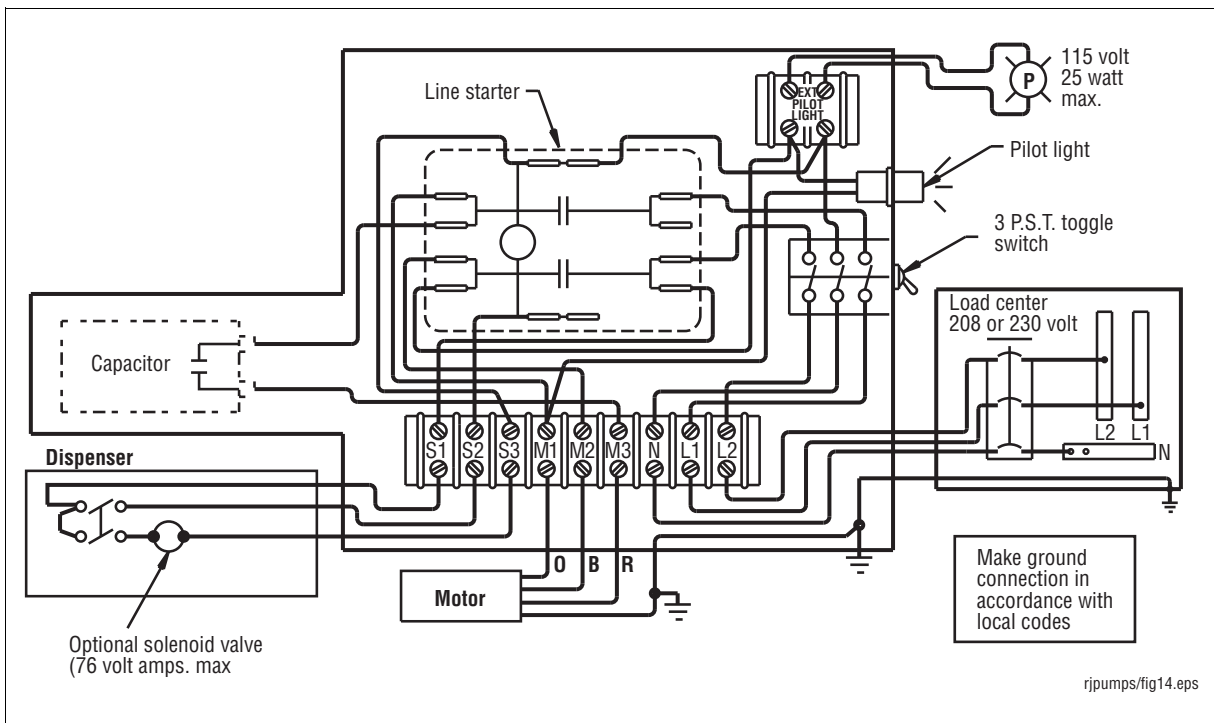 115 volt
25 watt
max.
P
EXT
PILOT
LIGHT
Line starter
Pilot light
3 P.S.T. toggle
switch
Load center
208 or 230 volt
Capacitor
L2 L1
N
S1 S2 S3 M1 M2 M3 N L1 L2
Dispenser
O B R
Motor
Make ground
connection in
accordance with
local codes
Optional solenoid valve
(76 volt amps. max
rjpumps/fig14.eps